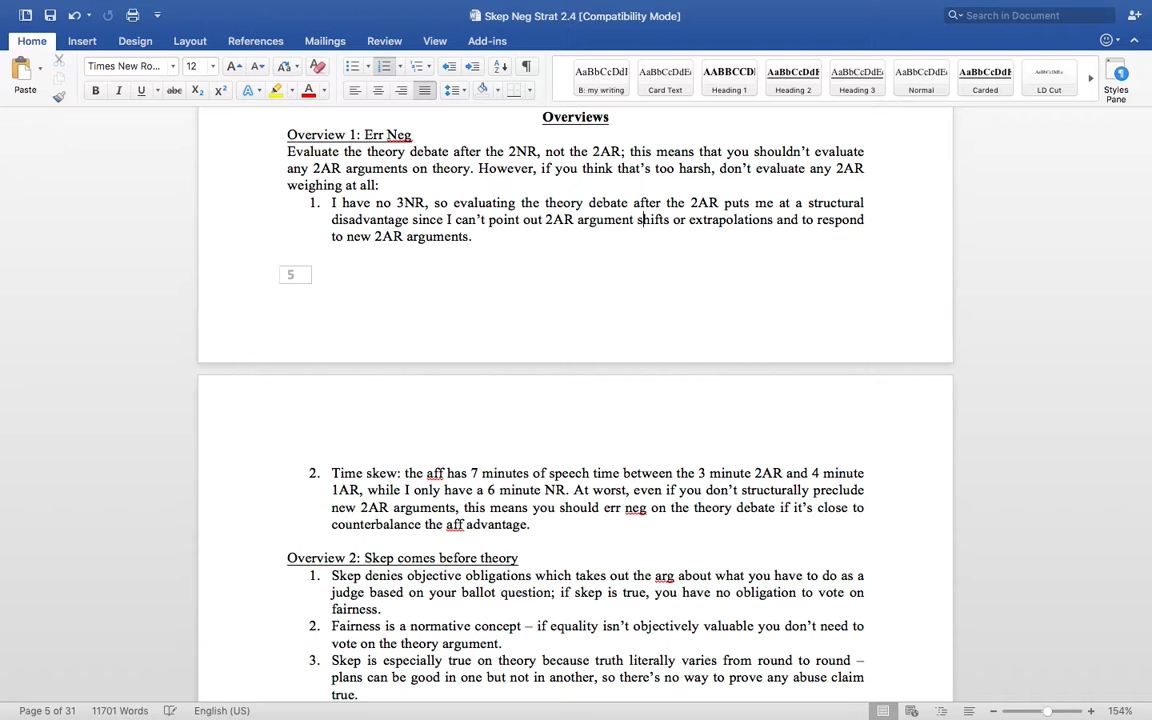 Skep Neg Strat 2.4 [Compatibility Mode]
Search in Document
Home Insert Design Layout References Mailings Review View Add-ins
Paste
Times New Ro... 12
AaBbCcDdI AaBbCcDdE AaBbCcDI AaBbCcDdE AaBbCcDdE AaBbCcDdE AaBbCcDdE AaBbCcDdE
B: my writing Card Text Heading 1 Heading 2 Heading 3 Normal Carded LD Cut
Styles Pane
Overviews
Overview 1: Err Neg
Evaluate the theory debate after the 2NR, not the 2AR; this means that you shouldn’t evaluate
any 2AR arguments on theory. However, if you think that’s too harsh, don’t evaluate any 2AR
weighing at all:
1. I have no 3NR, so evaluating the theory debate after the 2AR puts me at a structural
disadvantage since I can’t point out 2AR argument shifts or extrapolations and to respond
to new 2AR arguments.
5
2. Time skew: the aff has 7 minutes of speech time between the 3 minute 2AR and 4 minute
1AR, while I only have a 6 minute NR. At worst, even if you don’t structurally preclude
new 2AR arguments, this means you should err neg on the theory debate if it’s close to
counterbalance the aff advantage.
Overview 2: Skep comes before theory
1. Skep denies objective obligations which takes out the arg about what you have to do as a
judge based on your ballot question; if skep is true, you have no obligation to vote on
fairness.
2. Fairness is a normative concept – if equality isn’t objectively valuable you don’t need to
vote on the theory argument.
3. Skep is especially true on theory because truth literally varies from round to round –
plans can be good in one but not in another, so there’s no way to prove any abuse claim
true.
Page 5 of 31 11701 Words English (US) 154%